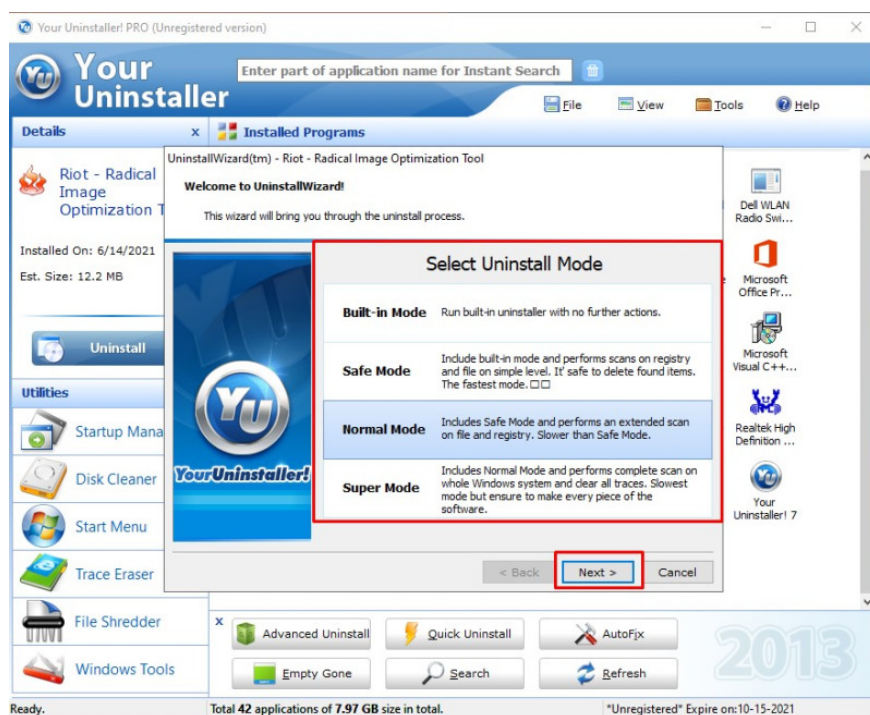 Your Uninstaller! PRO (Unregistered version)
Your
Uninstaller
Enter part of application name for Instant Search
File View Tools Help
Details x
Installed Programs
Riot - Radical
Image
Optimization T
Installed On: 6/14/2021
Est. Size: 12.2 MB
Uninstall
Utilities
Startup Mana
Disk Cleaner
Start Menu
Trace Eraser
File Shredder
Windows Tools
UninstallWizard(tm) - Riot - Radical Image Optimization Tool
Welcome to UninstallWizard!
This wizard will bring you through the uninstall process.
YU
YourUninstaller!
Select Uninstall Mode
Built-in Mode Run built-in uninstaller with no further actions.
Safe Mode Include built-in mode and performs scans on registry
and file on simple level. It' safe to delete found items.
The fastest mode. □□
Normal Mode Includes Safe Mode and performs an extended scan
on file and registry. Slower than Safe Mode.
Super Mode Includes Normal Mode and performs complete scan on
whole Windows system and clear all traces. Slowest
mode but ensure to make every piece of the
software.
< Back Next > Cancel
Dell WLAN
Radio Swi...
Microsoft
Office Pr...
Microsoft
Visual C++...
Realtek High
Definition ...
Your
Uninstaller! 7
x
Advanced Uninstall Quick Uninstall AutoFix
Empty Gone Search Refresh
2013
Ready. Total 42 applications of 7.97 GB size in total. *Unregistered* Expire on:10-15-2021